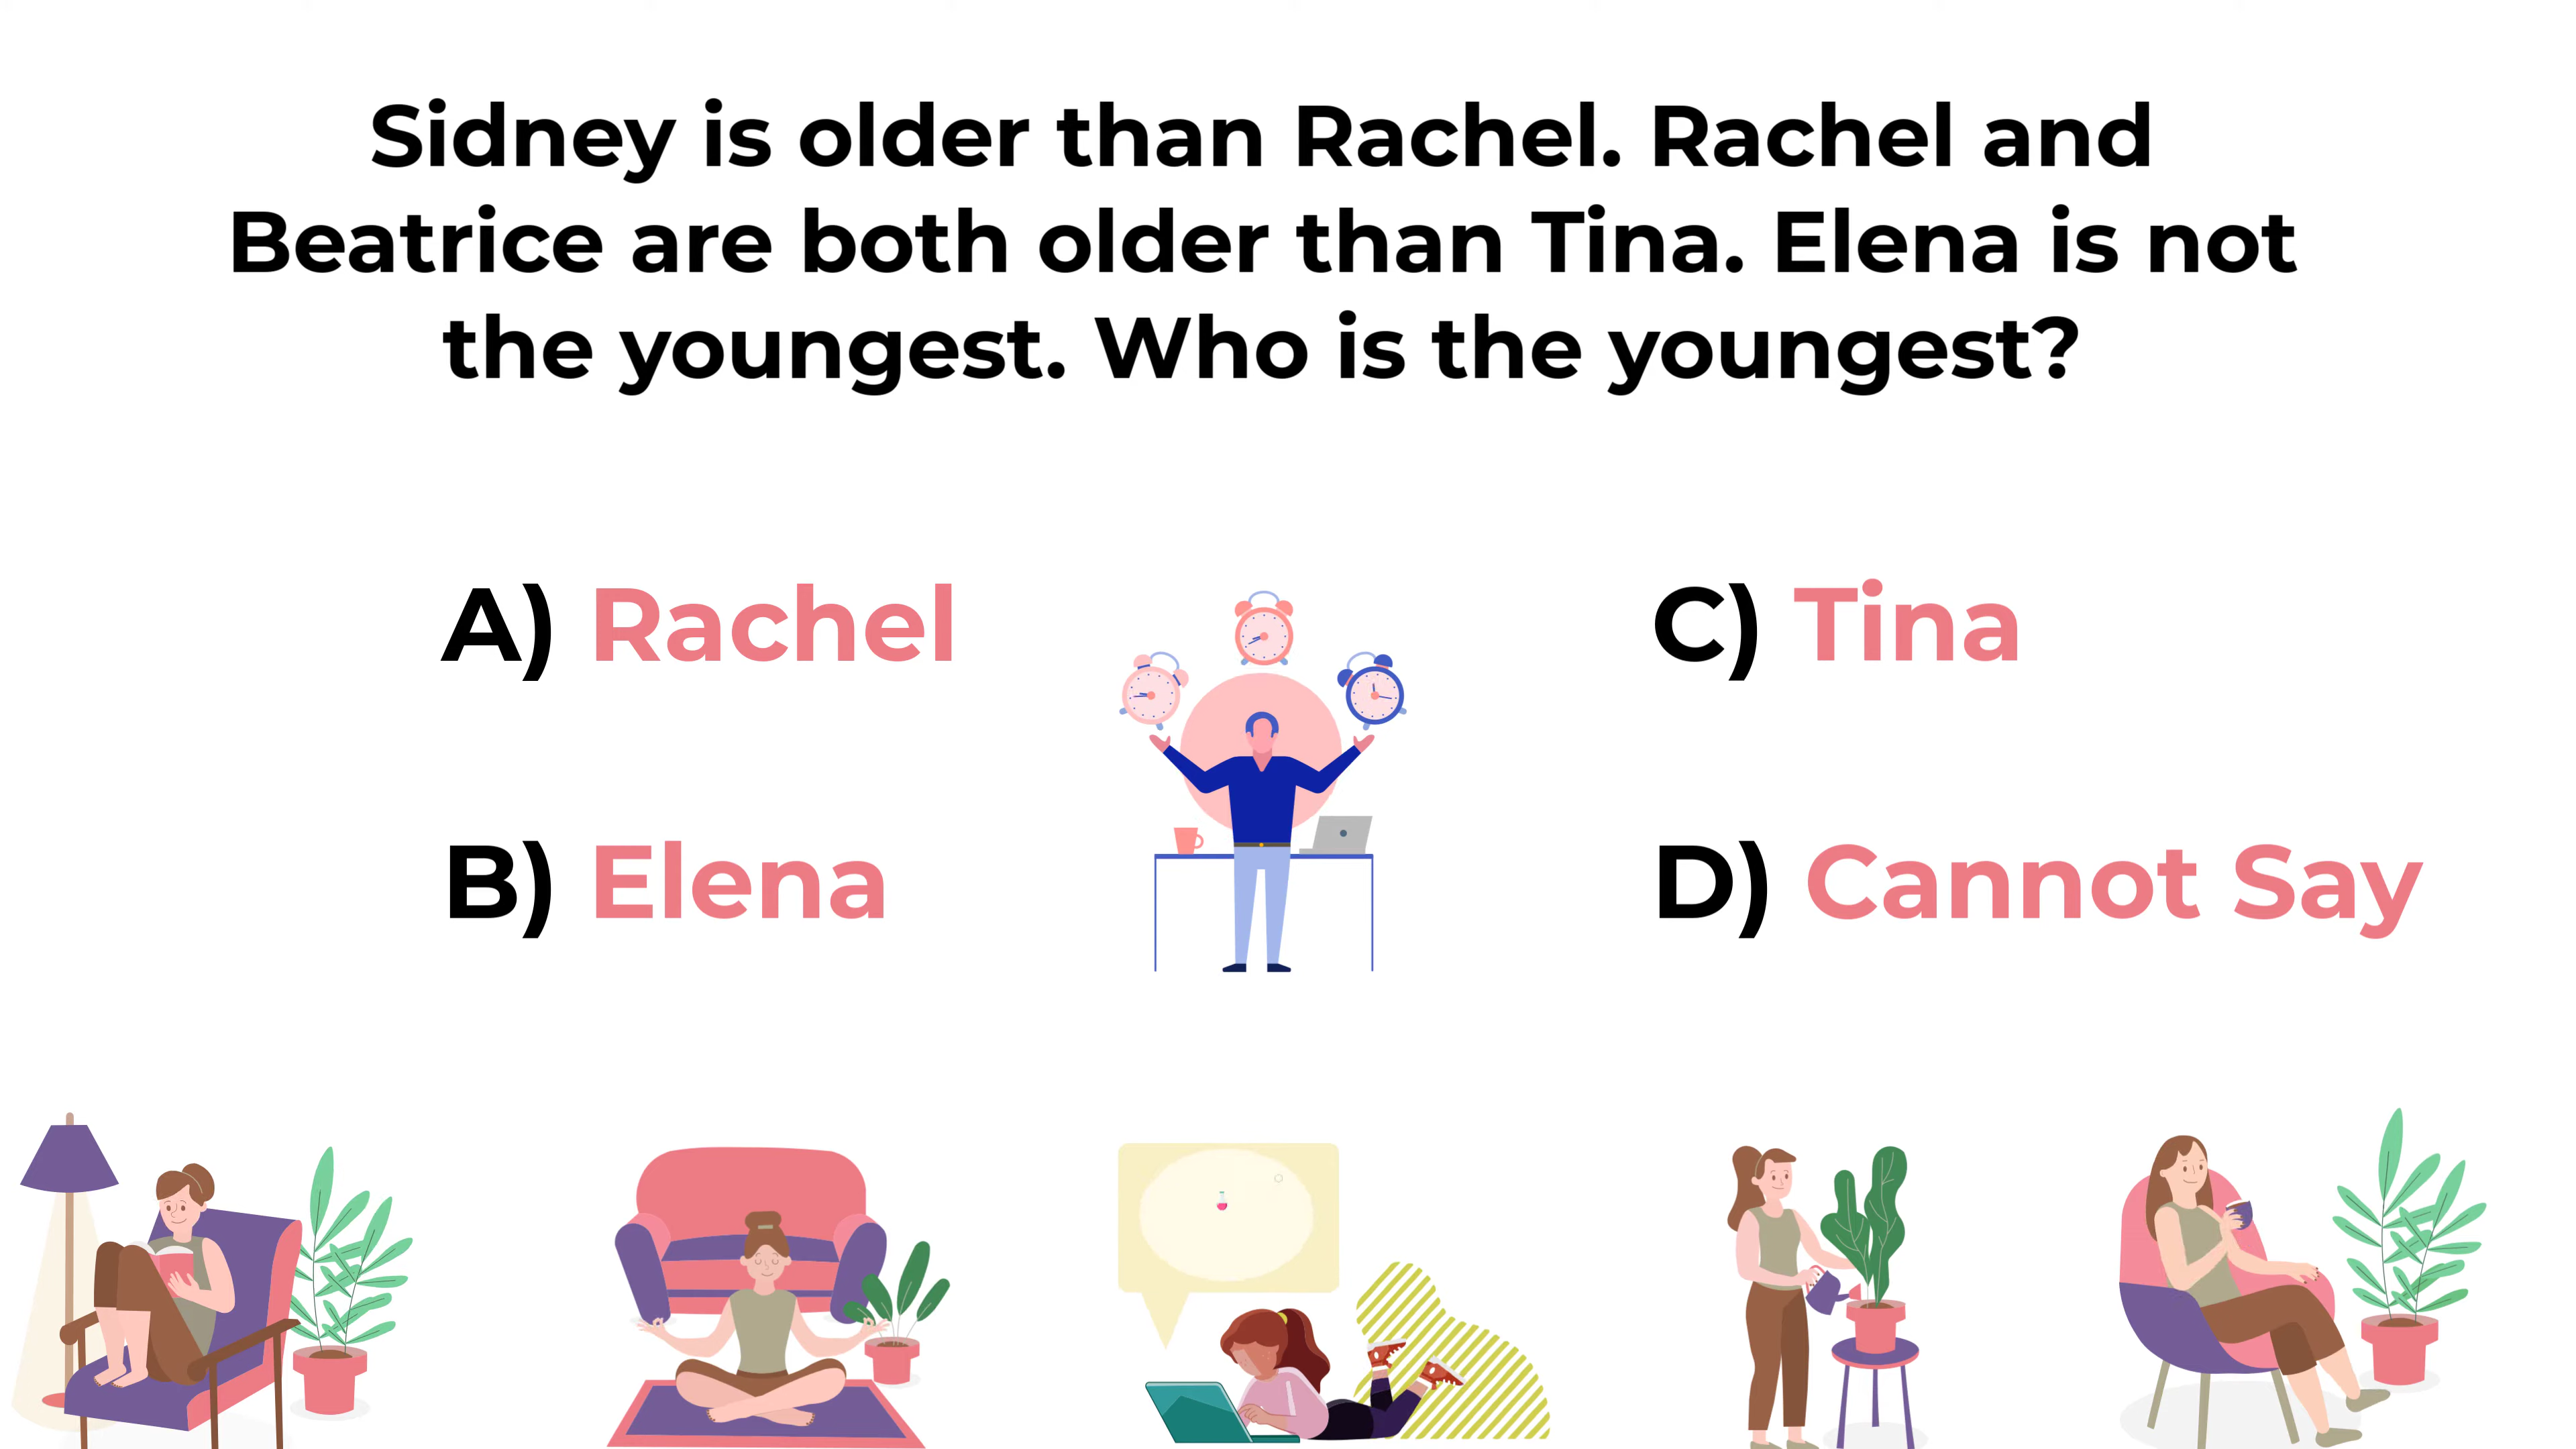 Sidney is older than Rachel. Rachel and
Beatrice are both older than Tina. Elena is not
the youngest. Who is the youngest?
A) Rachel
C) Tina
B) Elena
D) Cannot Say